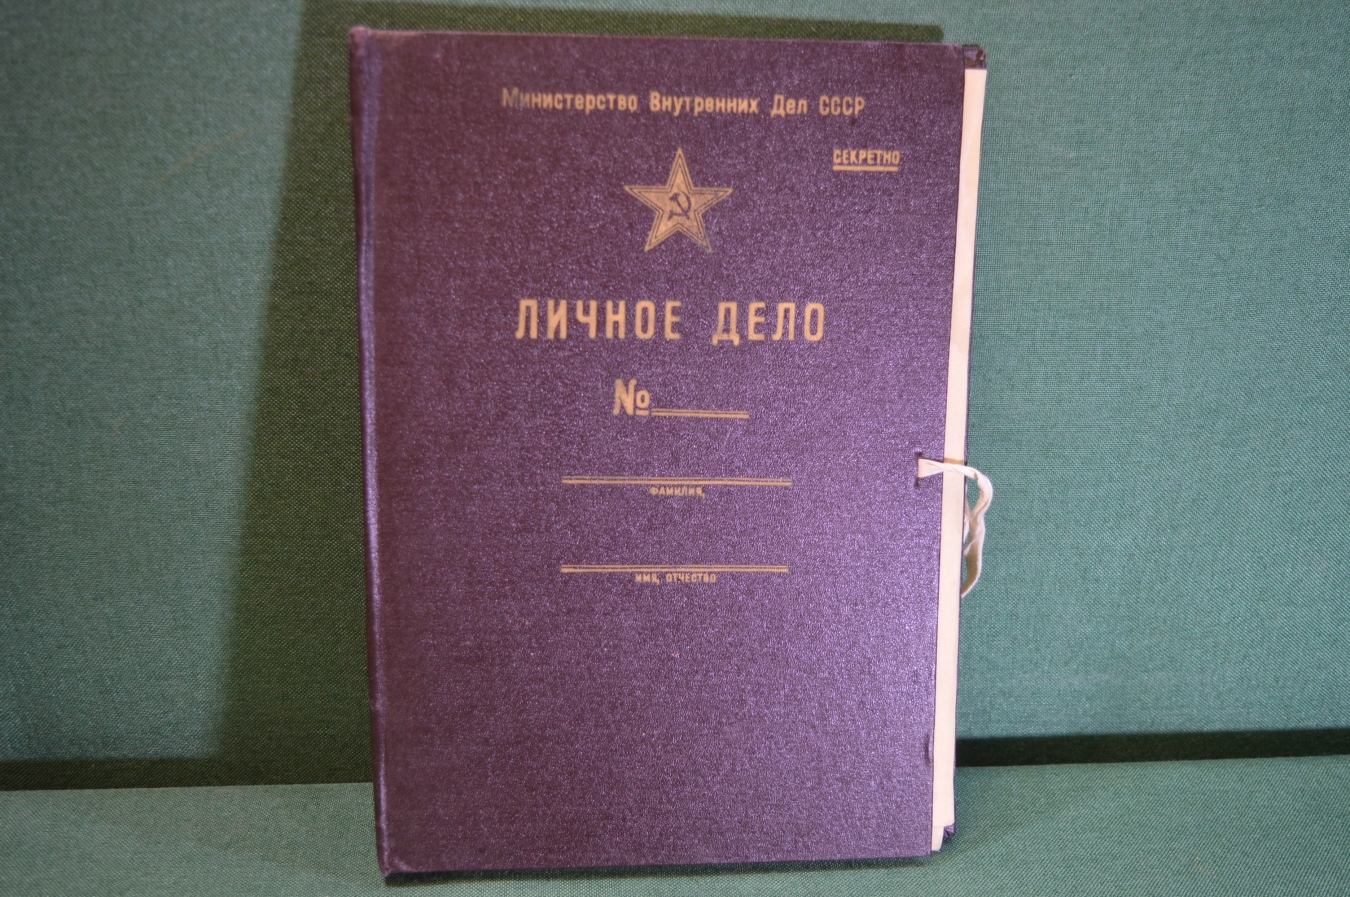 Министерство Внутренних Дел СССР
СЕКРЕТНО
ЛИЧНОЕ ДЕЛО
№
ФАМИЛИЯ,
ИМЯ, ОТЧЕСТВО